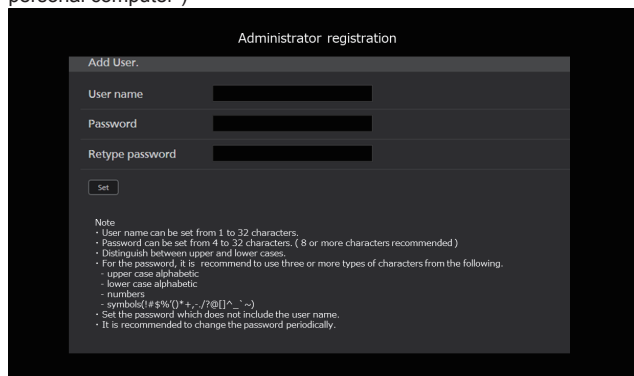 personal computer")
Administrator registration
Add User.
User name
Password
Retype password
Set
Note
・User name can be set from 1 to 32 characters.
・Password can be set from 4 to 32 characters. ( 8 or more characters recommended )
・Distinguish between upper and lower cases.
・For the password, it is recommend to use three or more types of characters from the following.
- upper case alphabetic
- lower case alphabetic
- numbers
- symbols(!#$%'()*+,-./?@[]^_`~)
・Set the password which does not include the user name.
・It is recommended to change the password periodically.